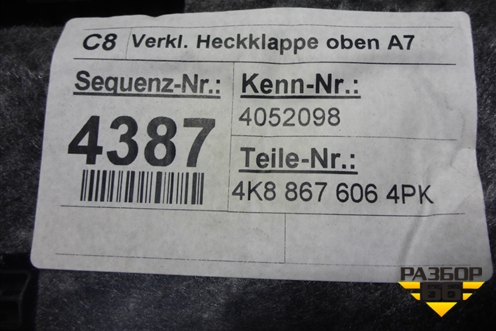 C8 Verkl. Heckklappe oben A7
Sequenz-Nr.:
4387
Kenn-Nr.:
4052098
Teile-Nr.:
4K8 867 606 4PK
РАЗБОР
66